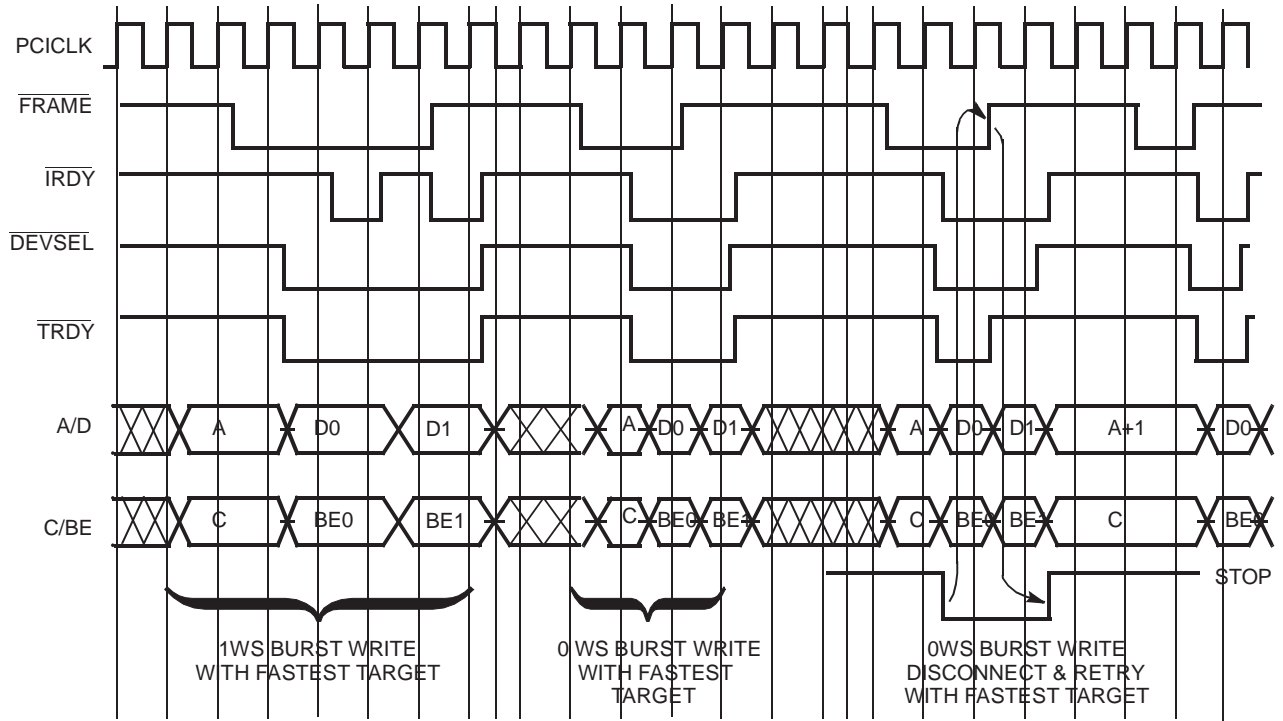 PCICLK
FRAME
IRDY
DEVSEL
TRDY
A/D A D0 D1 A D0 D1 A D0 D1 A+1 D0
C/BE C BE0 BE1 C BE0 BE1 C BE0 BE1 C BE0
STOP
1WS BURST WRITE
WITH FASTEST TARGET
0 WS BURST WRITE
WITH FASTEST
TARGET
0WS BURST WRITE
DISCONNECT & RETRY
WITH FASTEST TARGET